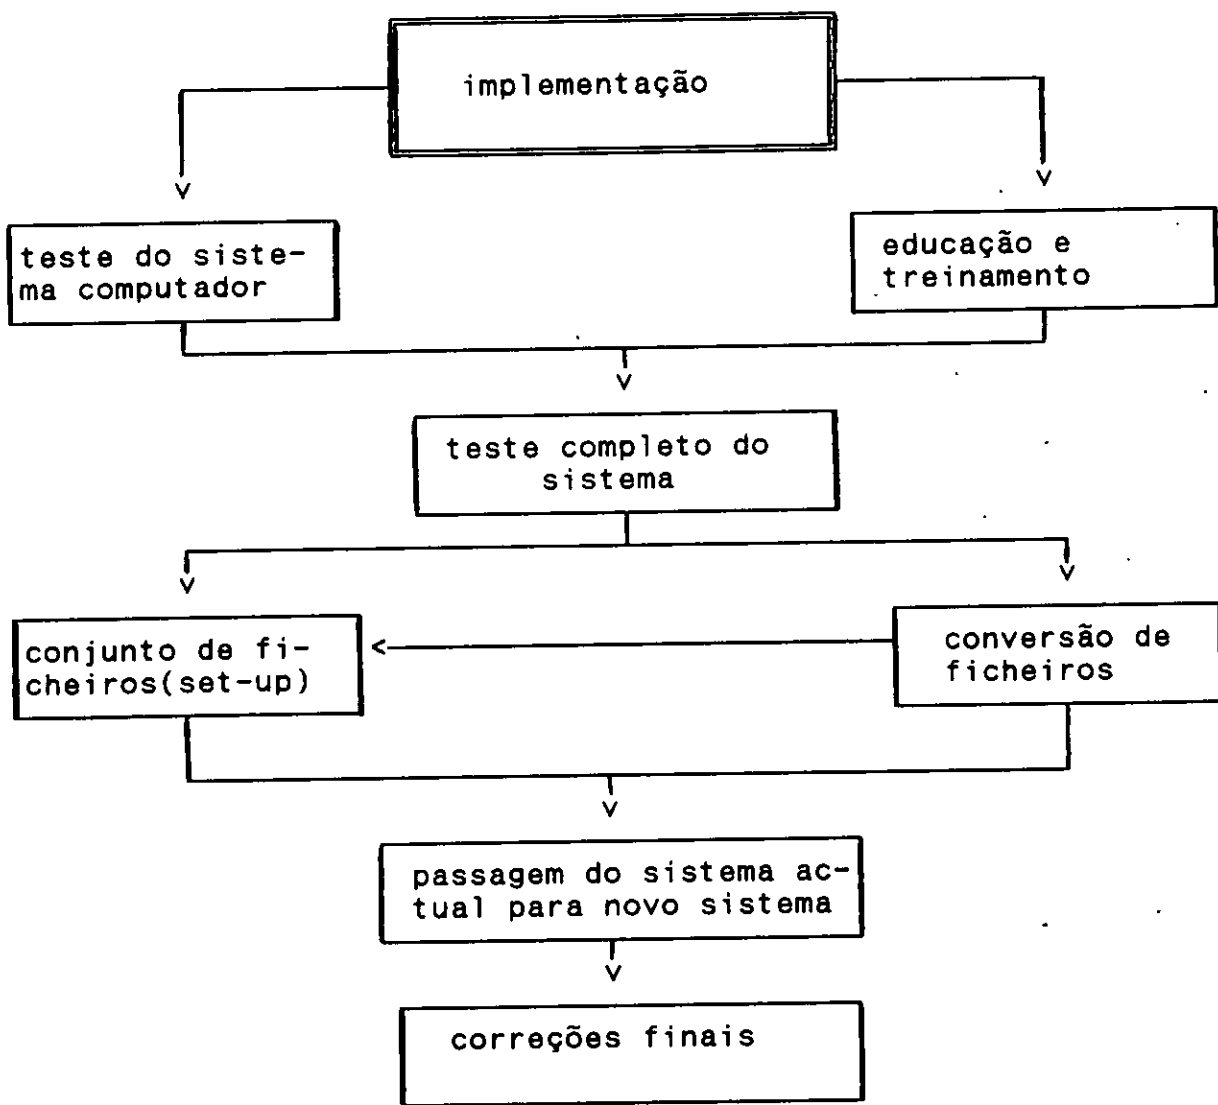 implementação
teste do siste-
ma computador
educação e
treinamento
teste completo do
sistema
conjunto de fi-
cheiros(set-up)
conversão de
ficheiros
passagem do sistema ac-
tual para novo sistema
correções finais